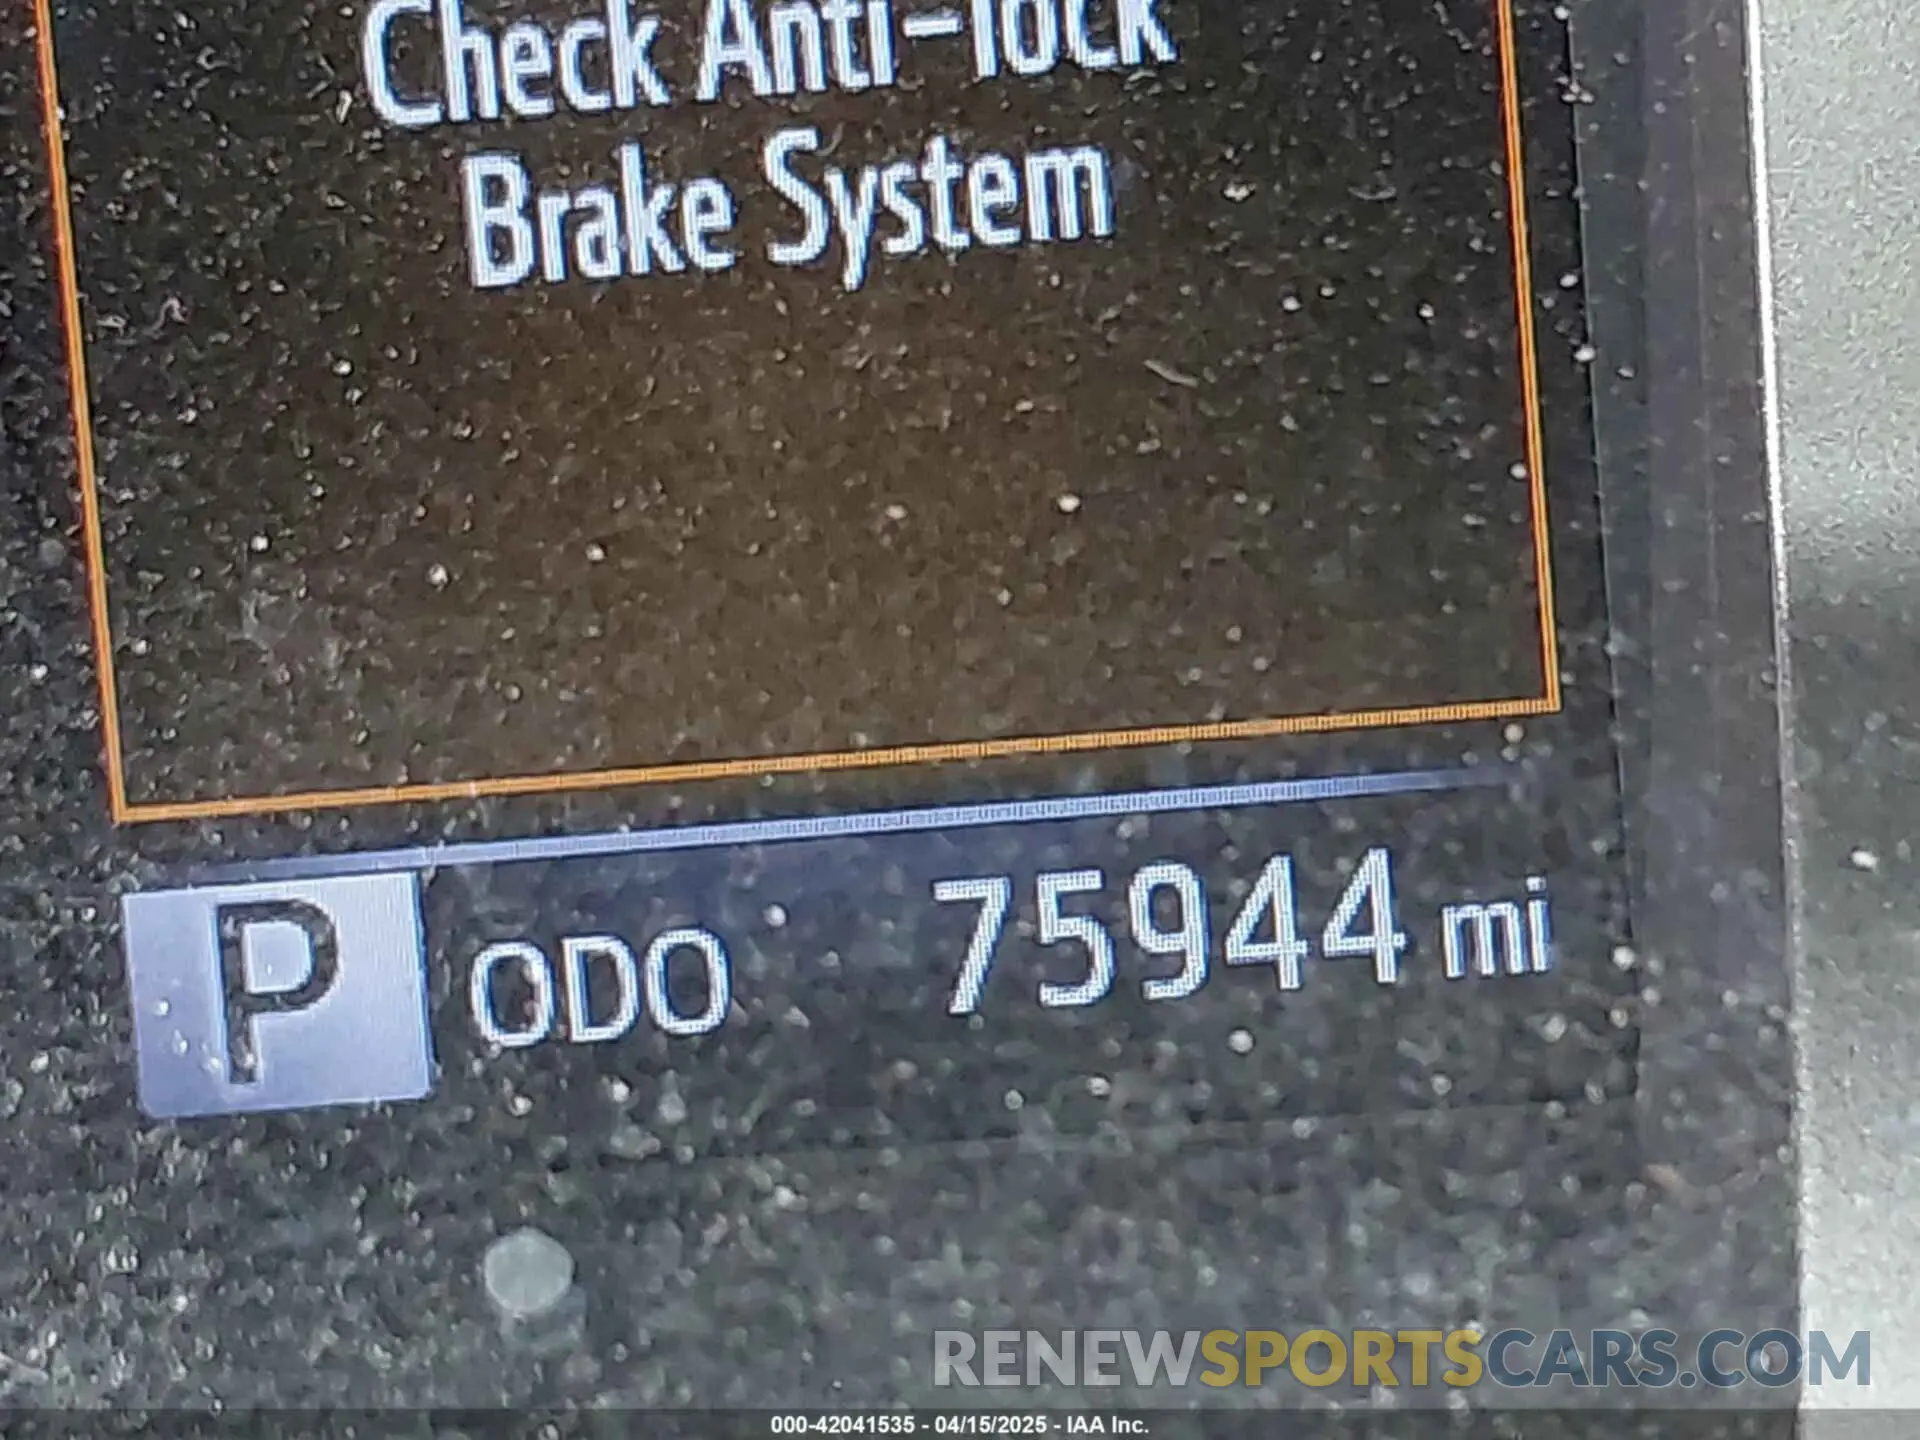 Check Anti-lock
Brake System
P ODO 75944 mi
RENEWSPORTSCARS.COM
000-42041535 - 04/15/2025 - IAA Inc.